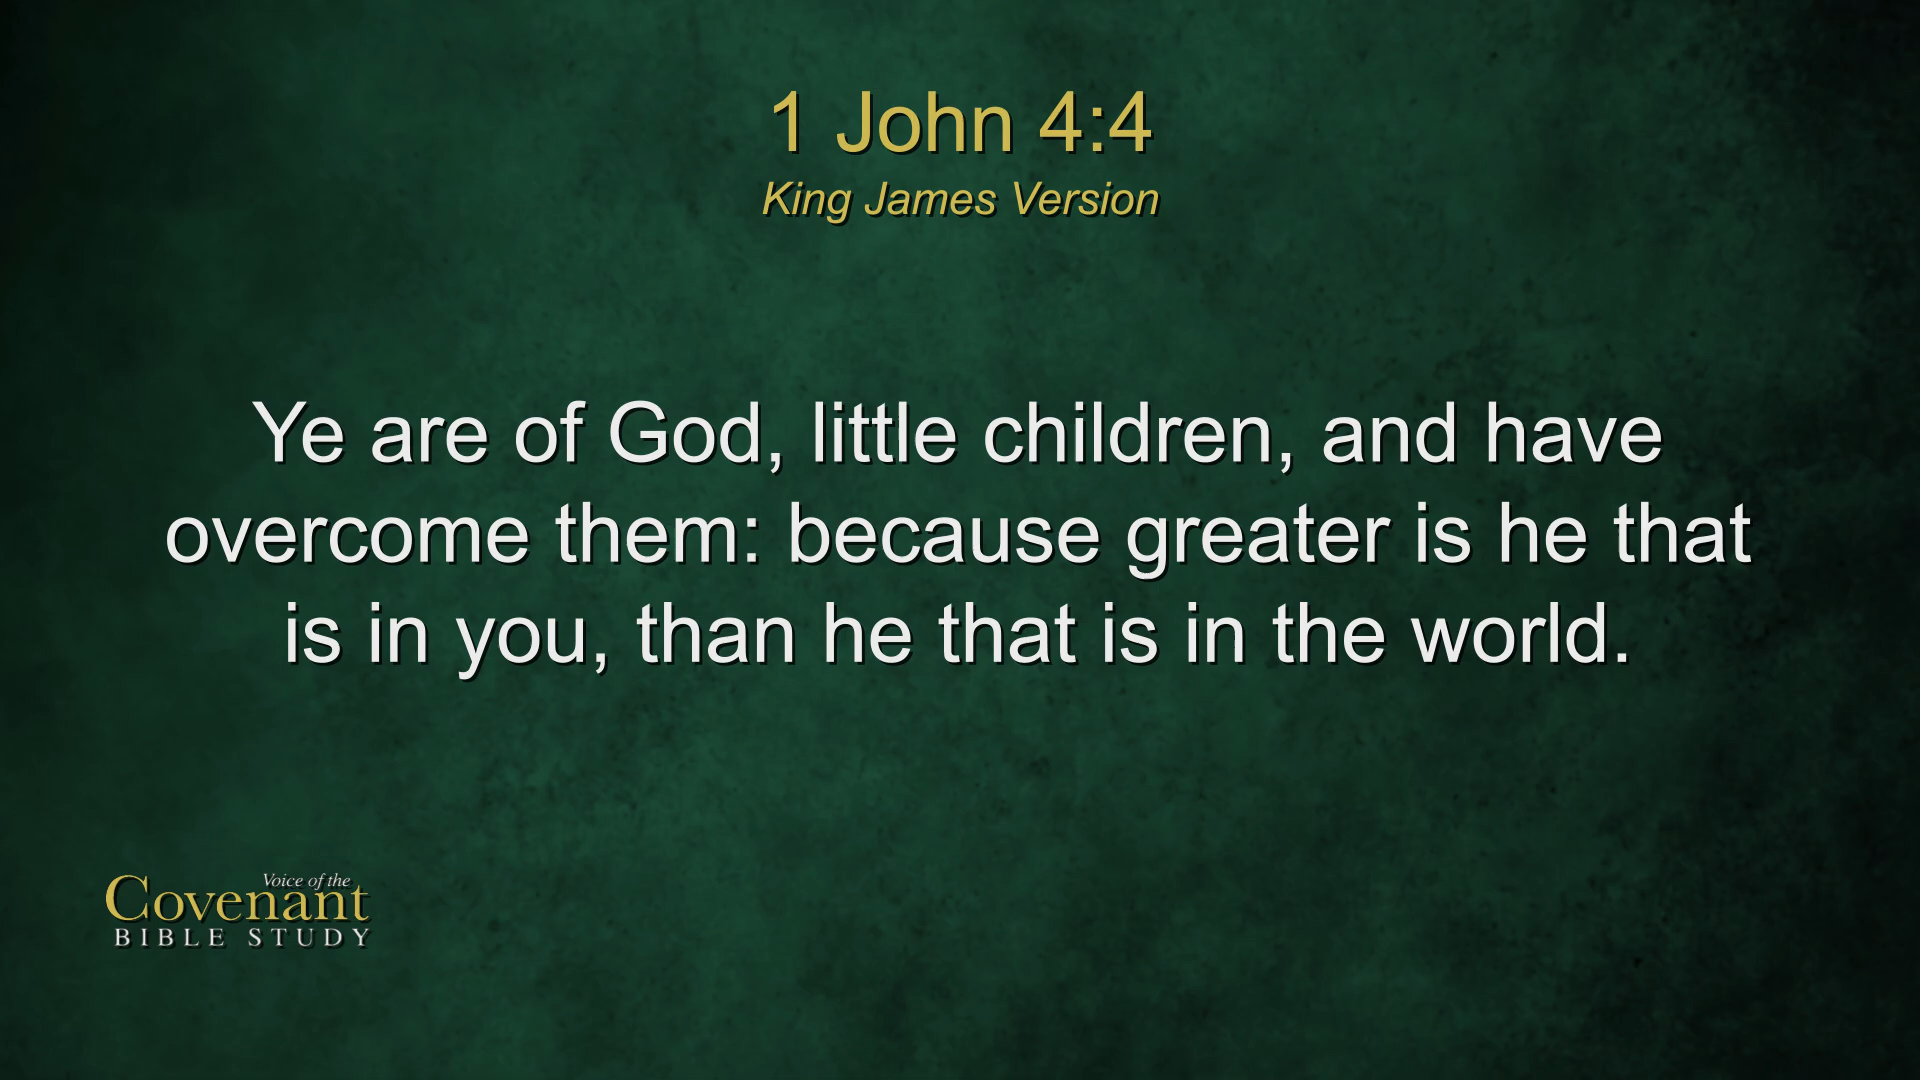 1 John 4:4
King James Version
Ye are of God, little children, and have
overcome them: because greater is he that
is in you, than he that is in the world.
Voice of the
Covenant
BIBLE STUDY